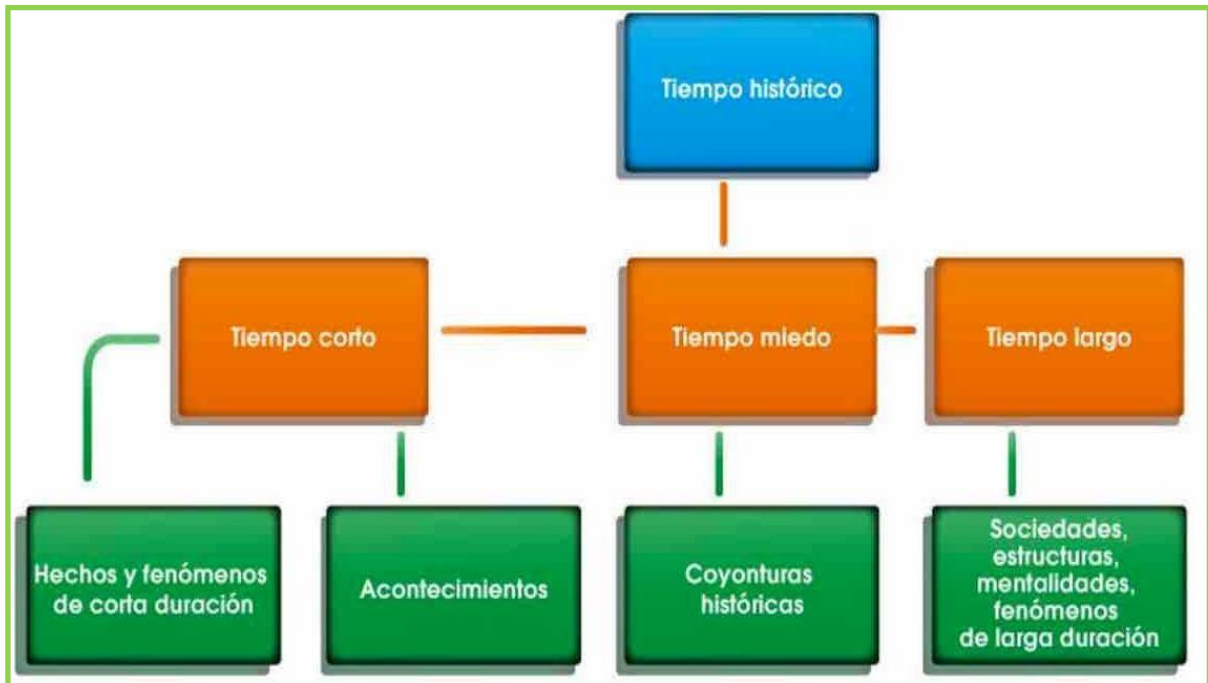 Tiempo histórico
Tiempo corto
Tiempo miedo
Tiempo largo
Hechos y fenómenos
de corta duración
Acontecimientos
Coyonturas
históricas
Sociedades,
estructuras,
mentalidades,
fenómenos
de larga duración